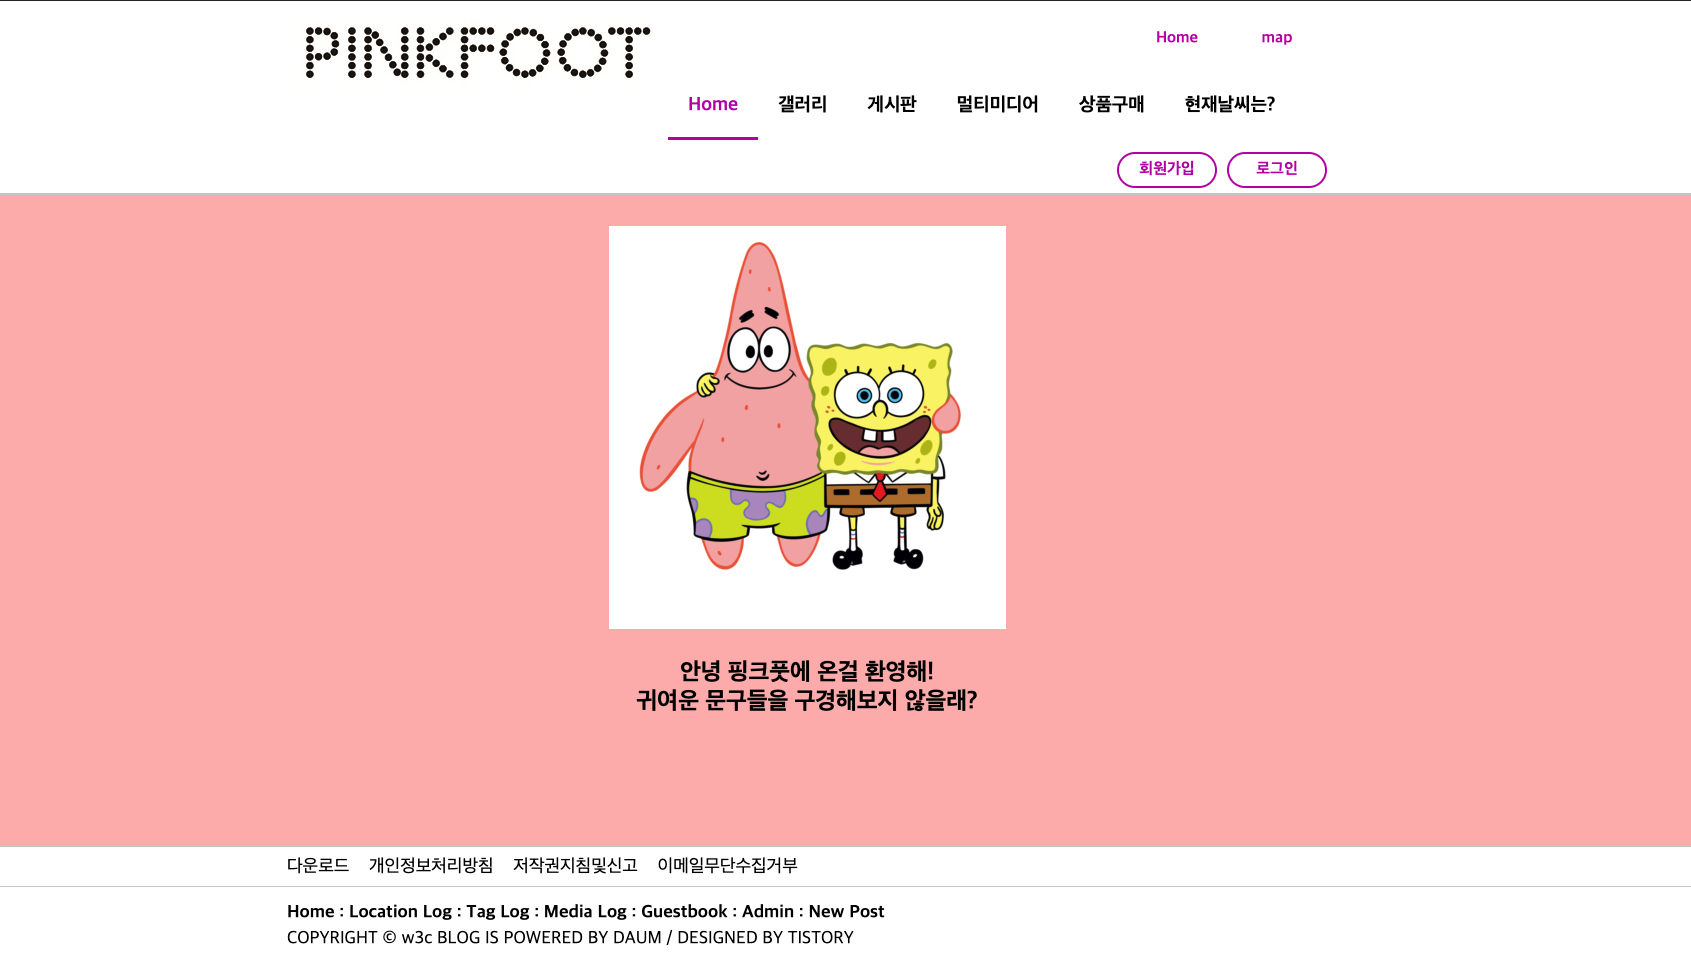 PINKFOOT
Home map
Home 갤러리 게시판 멀티미디어 상품구매 현재날씨는?
회원가입 로그인
안녕 핑크풋에 온걸 환영해!
귀여운 문구들을 구경해보지 않을래?
다운로드 개인정보처리방침 저작권지침및신고 이메일무단수집거부
Home : Location Log : Tag Log : Media Log : Guestbook : Admin : New Post
COPYRIGHT © w3c BLOG IS POWERED BY DAUM / DESIGNED BY TISTORY